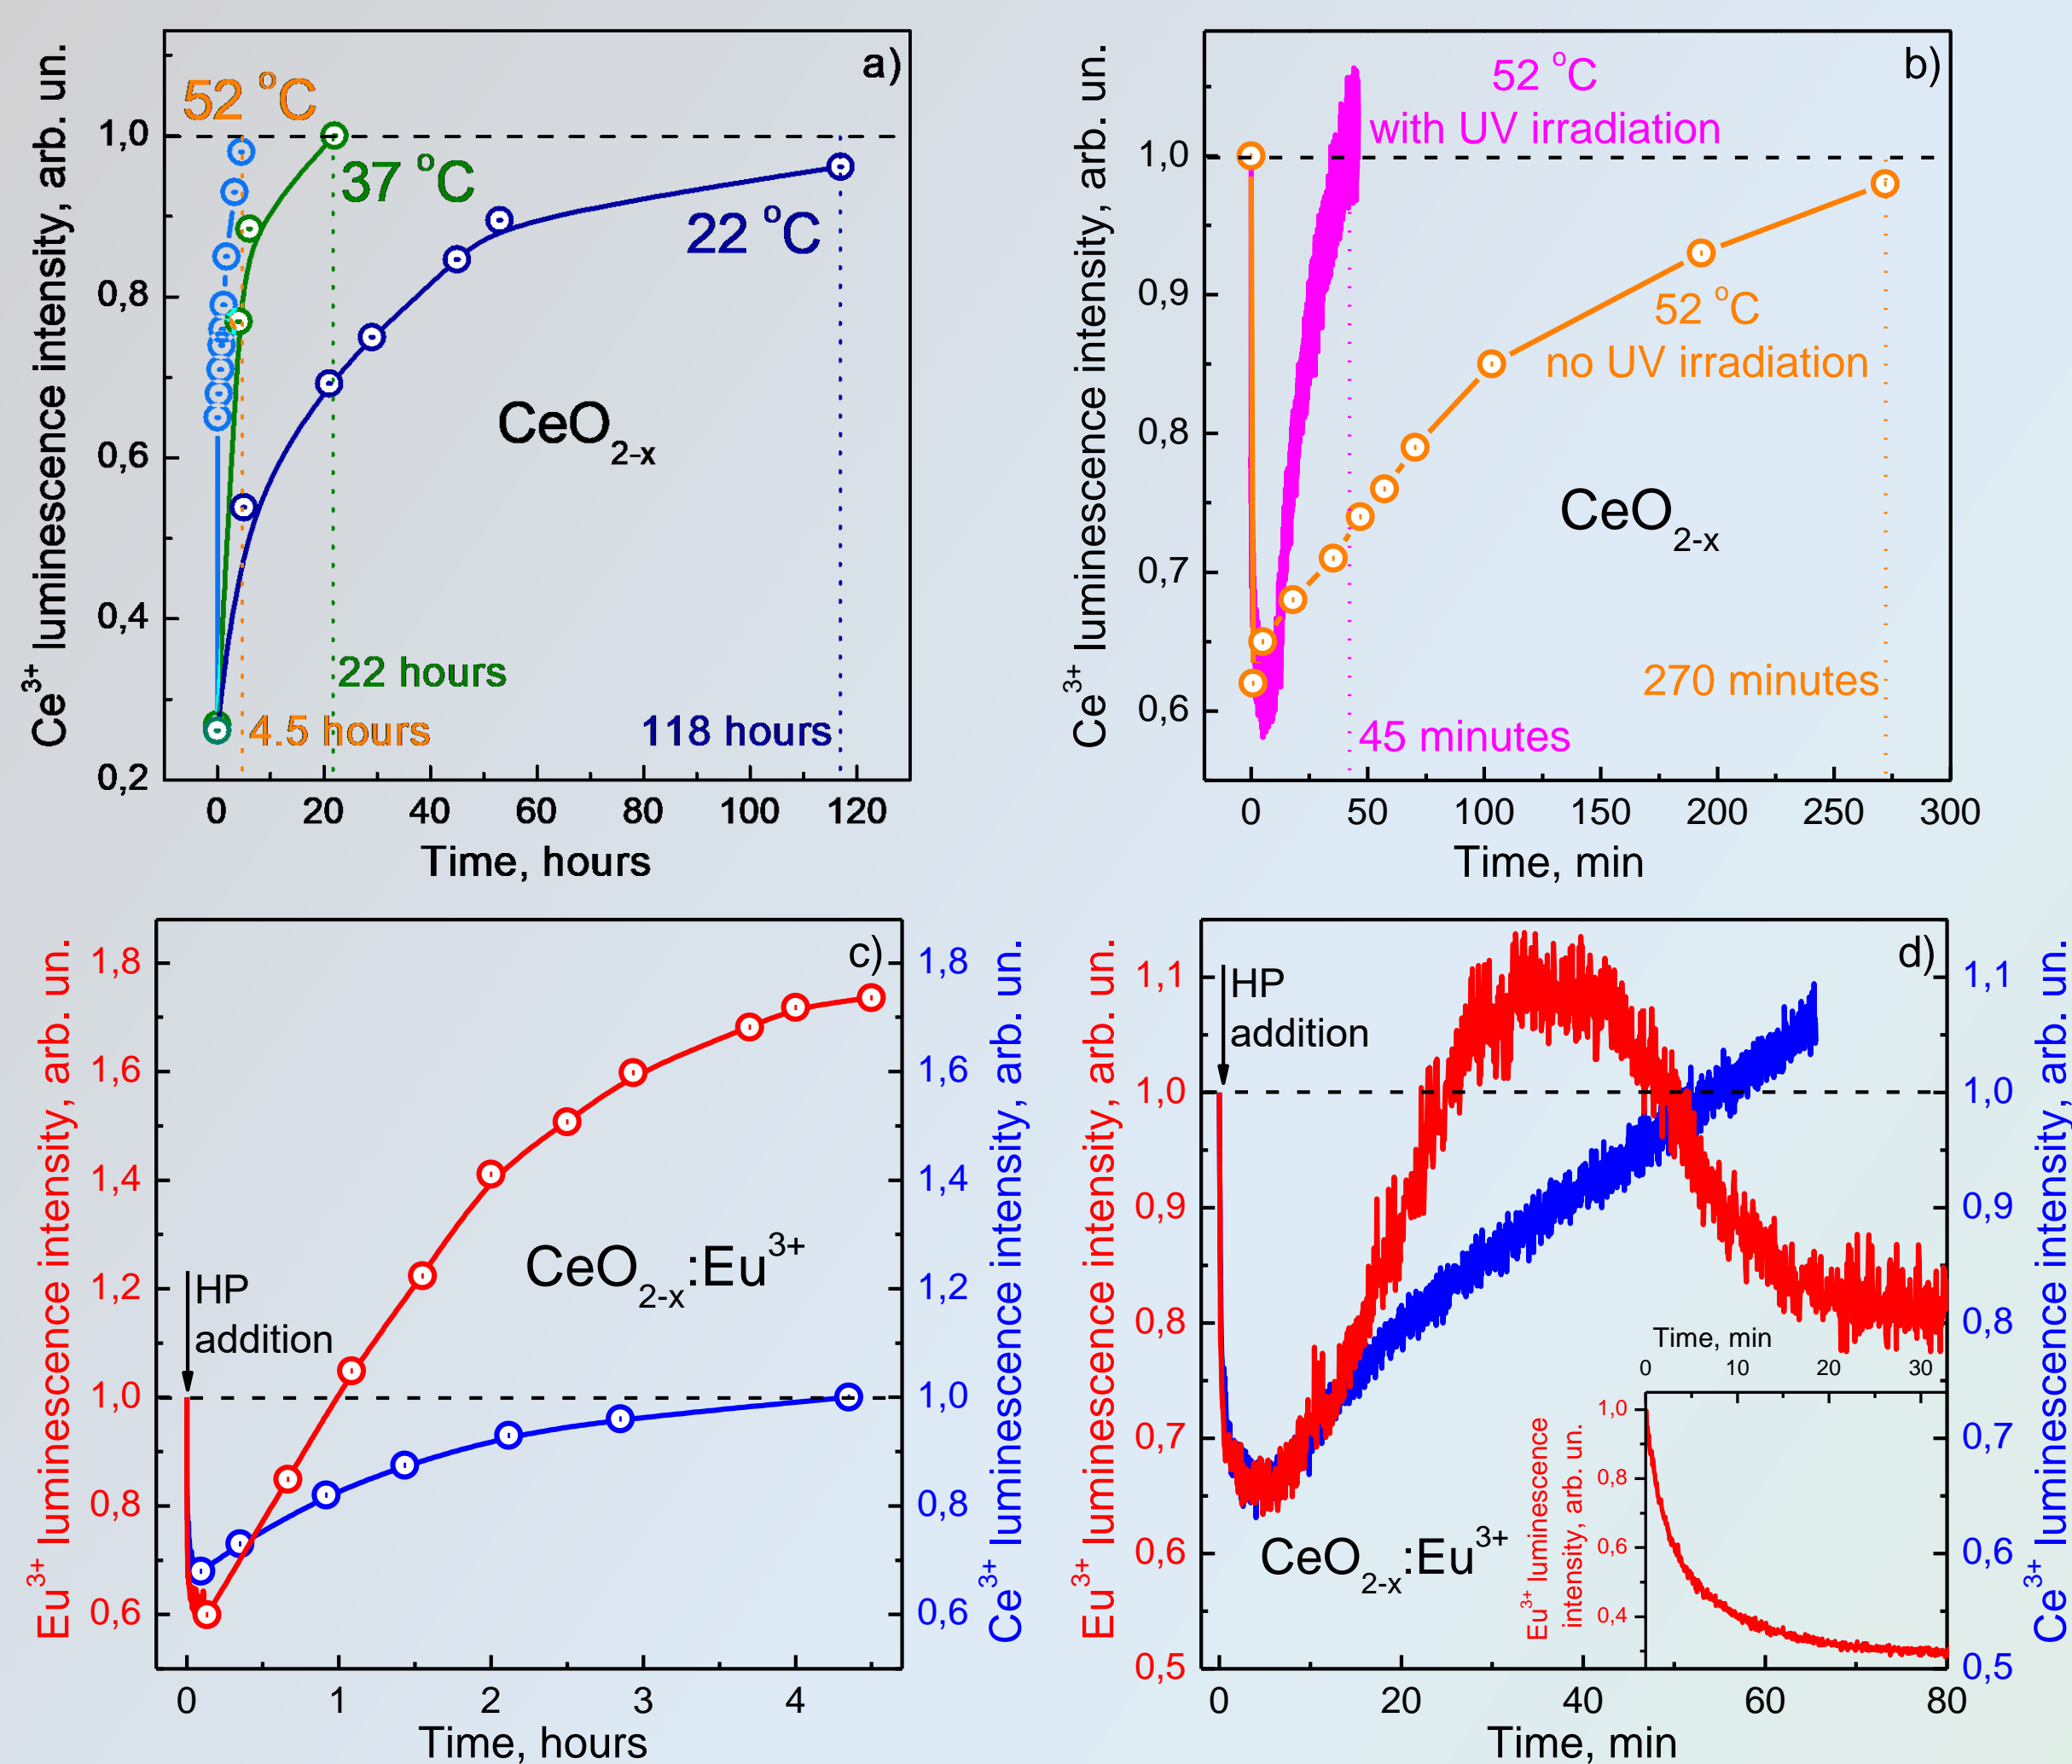 a)
52 °C
37 °C
22 °C
CeO2-x
22 hours
4.5 hours
118 hours
1,0
0,8
0,6
0,4
0,2
0 20 40 60 80 100 120
Time, hours
Ce3+ luminescence intensity, arb. un.
b)
52 °C
with UV irradiation
52 °C
no UV irradiation
CeO2-x
270 minutes
45 minutes
1,0
0,9
0,8
0,7
0,6
0 50 100 150 200 250 300
Time, min
Ce3+ luminescence intensity, arb. un.
c)
HP
addition
CeO2-x:Eu3+
1,8
1,6
1,4
1,2
1,0
0,8
0,6
1,8
1,6
1,4
1,2
1,0
0,8
0,6
0 1 2 3 4
Time, hours
Eu3+ luminescence intensity, arb. un.
Ce3+ luminescence intensity, arb. un.
d)
HP
addition
CeO2-x:Eu3+
1,1
1,0
0,9
0,8
0,7
0,6
0,5
1,1
1,0
0,9
0,8
0,7
0,6
0,5
0 20 40 60 80
Time, min
Eu3+ luminescence intensity, arb. un.
Ce3+ luminescence intensity, arb. un.
Time, min
0 10 20 30
1,0
0,8
0,6
0,4
Eu3+ luminescence
intensity, arb. un.